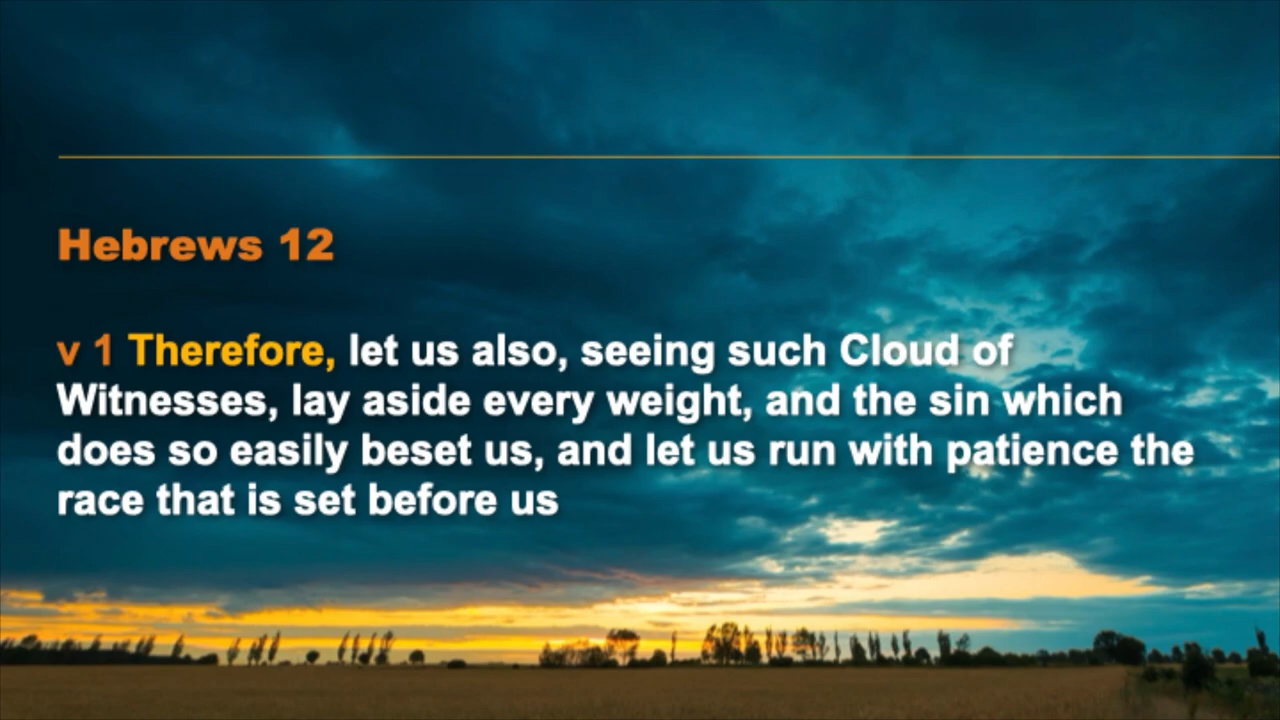 Hebrews 12
v 1 Therefore, let us also, seeing such Cloud of
Witnesses, lay aside every weight, and the sin which
does so easily beset us, and let us run with patience the
race that is set before us